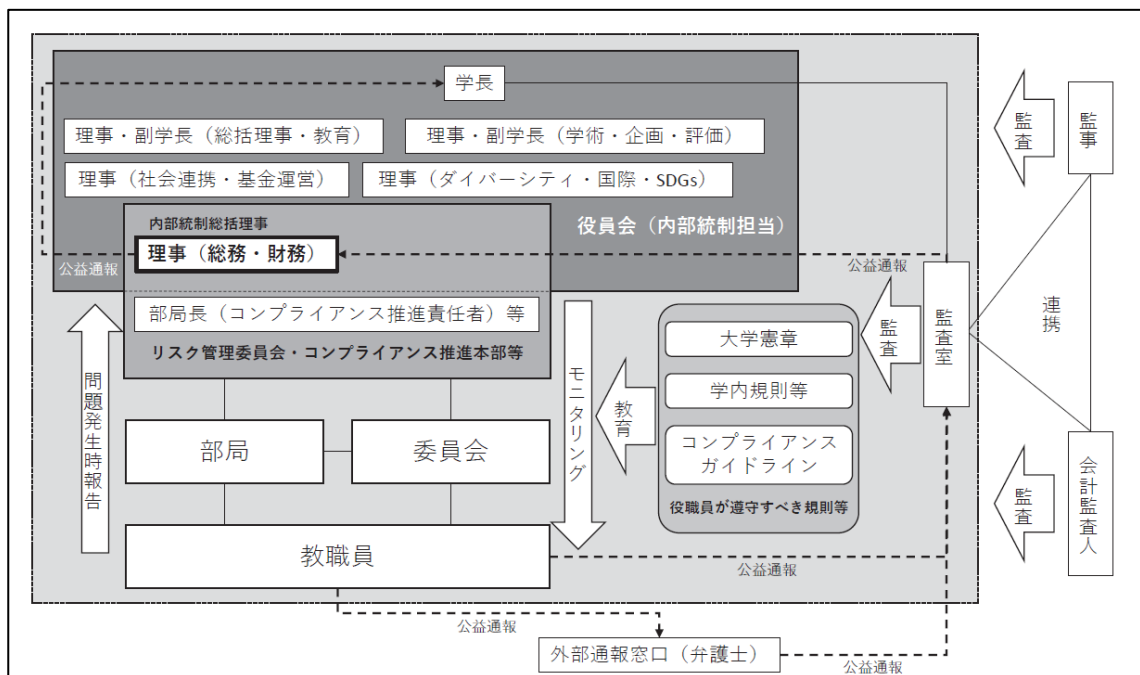 学長
理事・副学長（総括理事・教育）
理事・副学長（学術・企画・評価）
理事（社会連携・基金運営）
理事（ダイバーシティ・国際・SDGs）
内部統制総括理事
役員会（内部統制担当）
理事（総務・財務）
公益通報
公益通報
部局長（コンプライアンス推進責任者）等
リスク管理委員会・コンプライアンス推進本部等
問題発生時報告
部局
委員会
教職員
モニタリング
教育
大学憲章
学内規則等
コンプライアンス
ガイドライン
役職員が遵守すべき規則等
監査
監査室
監査
監事
連携
監査
会計監査人
公益通報
公益通報
外部通報窓口（弁護士）
公益通報